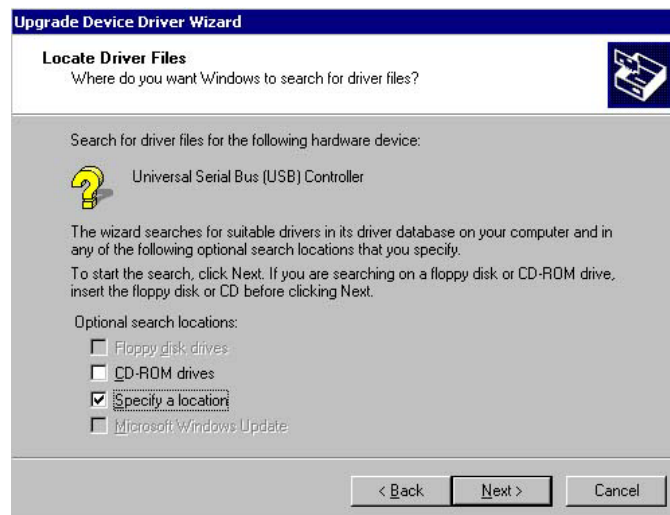 Upgrade Device Driver Wizard
Locate Driver Files
Where do you want Windows to search for driver files?
Search for driver files for the following hardware device:
Universal Serial Bus (USB) Controller
The wizard searches for suitable drivers in its driver database on your computer and in
any of the following optional search locations that you specify.
To start the search, click Next. If you are searching on a floppy disk or CD-ROM drive,
insert the floppy disk or CD before clicking Next.
Optional search locations:
Floppy disk drives
CD-ROM drives
Specify a location
Microsoft Windows Update
< Back Next > Cancel